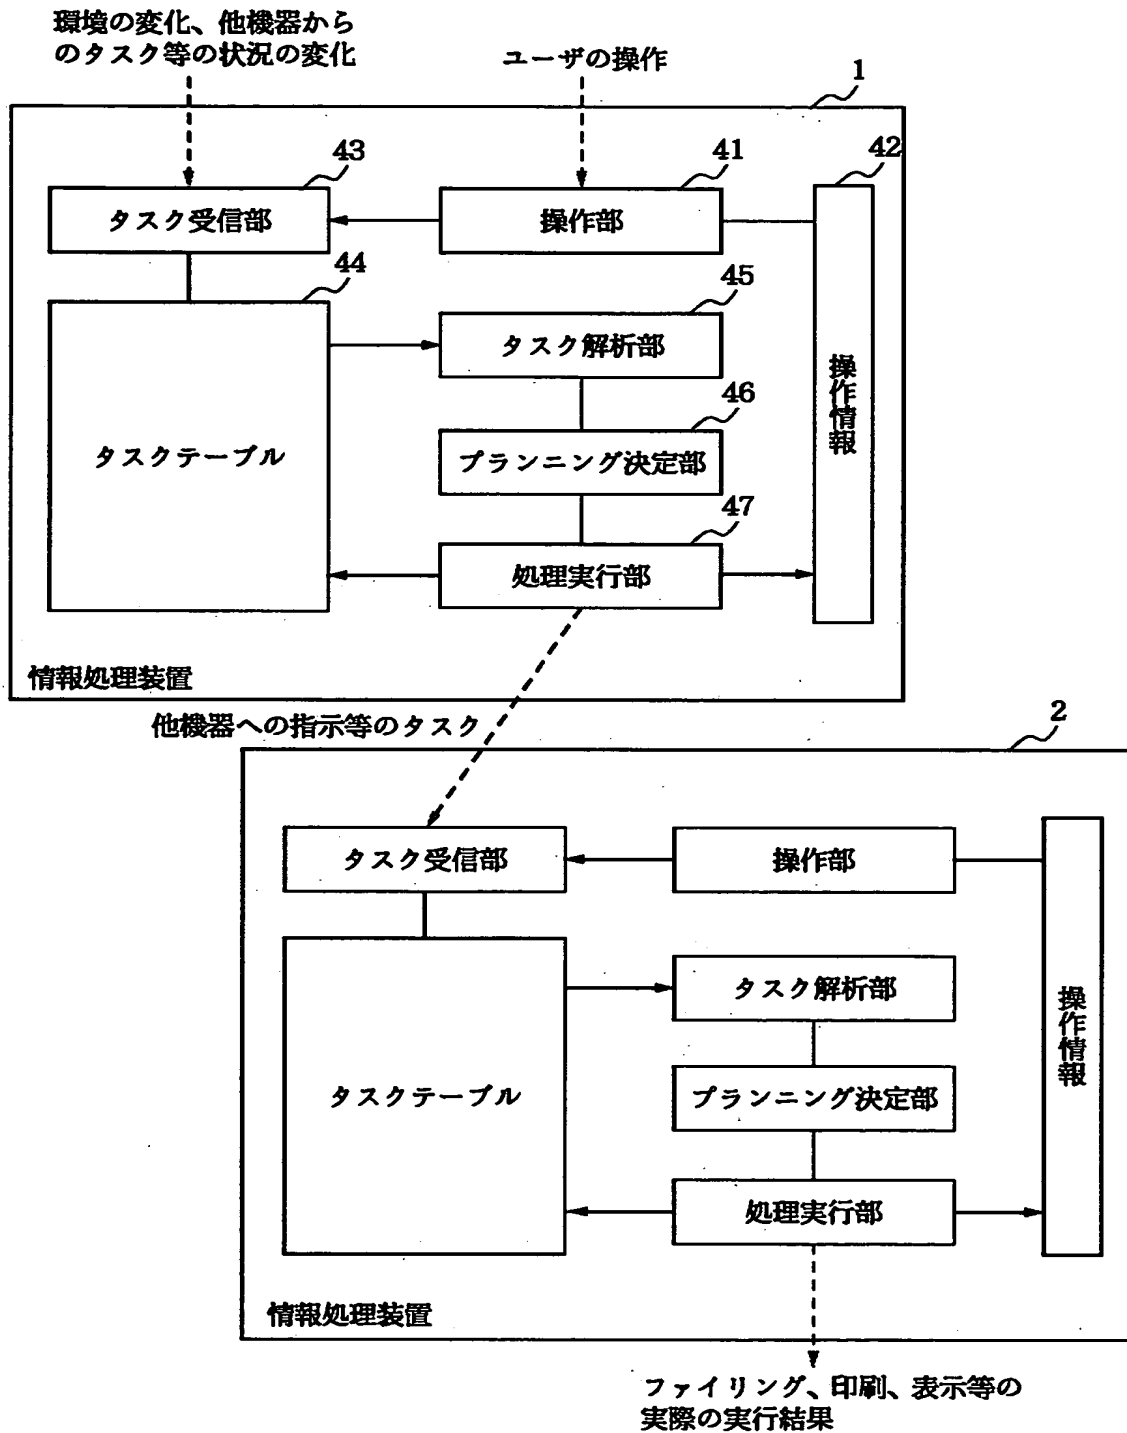 環境の変化、他機器から
のタスク等の状況の変化
ユーザの操作
1
43
タスク受信部
41
操作部
42
操作情報
44
タスクテーブル
45
タスク解析部
46
プランニング決定部
47
処理実行部
情報処理装置
他機器への指示等のタスク
2
タスク受信部
操作部
操作情報
タスクテーブル
タスク解析部
プランニング決定部
処理実行部
情報処理装置
ファイリング、印刷、表示等の
実際の実行結果